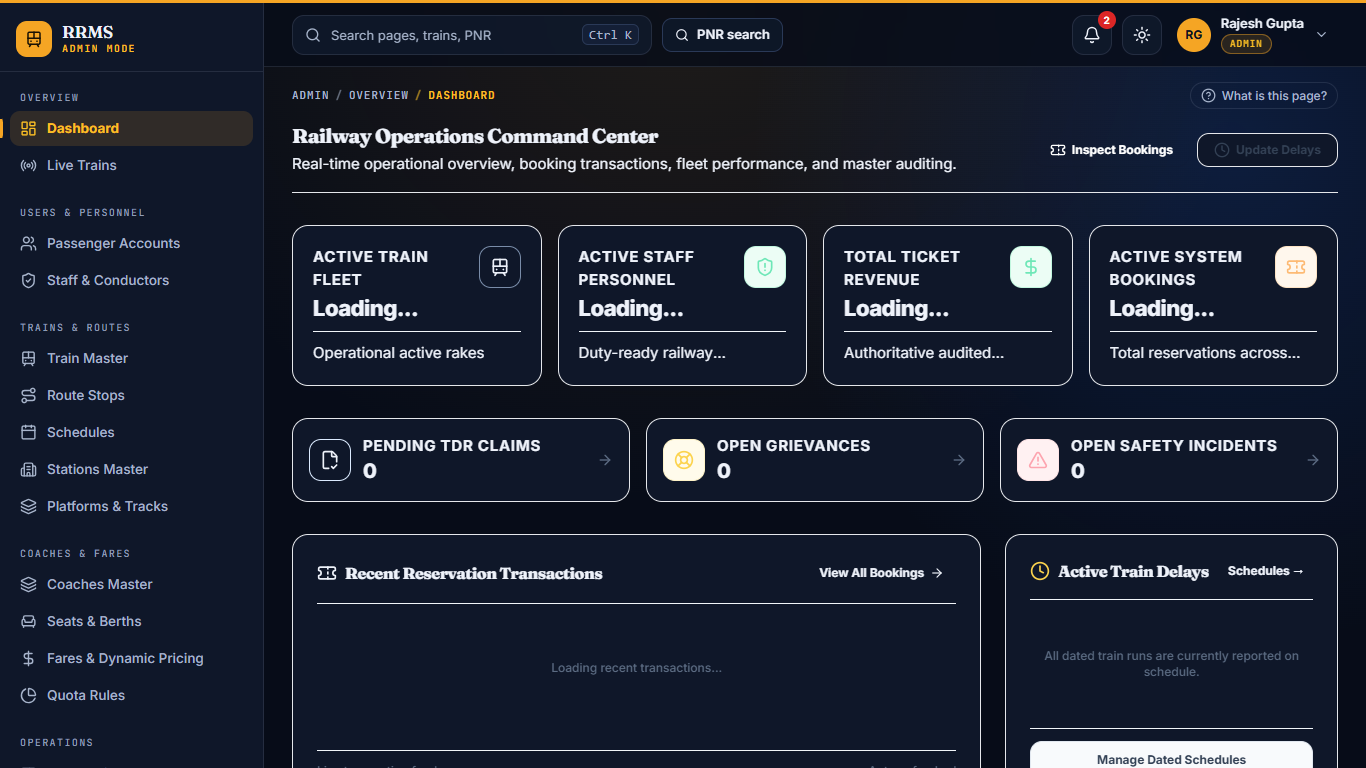 RRMS
ADMIN MODE
Search pages, trains, PNR
Ctrl K
PNR search
2
RG
Rajesh Gupta
ADMIN
OVERVIEW
Dashboard
Live Trains
USERS & PERSONNEL
Passenger Accounts
Staff & Conductors
TRAINS & ROUTES
Train Master
Route Stops
Schedules
Stations Master
Platforms & Tracks
COACHES & FARES
Coaches Master
Seats & Berths
Fares & Dynamic Pricing
Quota Rules
OPERATIONS
ADMIN / OVERVIEW / DASHBOARD
What is this page?
Railway Operations Command Center
Real-time operational overview, booking transactions, fleet performance, and master auditing.
Inspect Bookings
Update Delays
ACTIVE TRAIN
FLEET
Loading...
Operational active rakes
ACTIVE STAFF
PERSONNEL
Loading...
Duty-ready railway...
TOTAL TICKET
REVENUE
Loading...
Authoritative audited...
ACTIVE SYSTEM
BOOKINGS
Loading...
Total reservations across...
PENDING TDR CLAIMS
0
OPEN GRIEVANCES
0
OPEN SAFETY INCIDENTS
0
Recent Reservation Transactions
View All Bookings →
Loading recent transactions...
Active Train Delays
Schedules →
All dated train runs are currently reported on
schedule.
Manage Dated Schedules